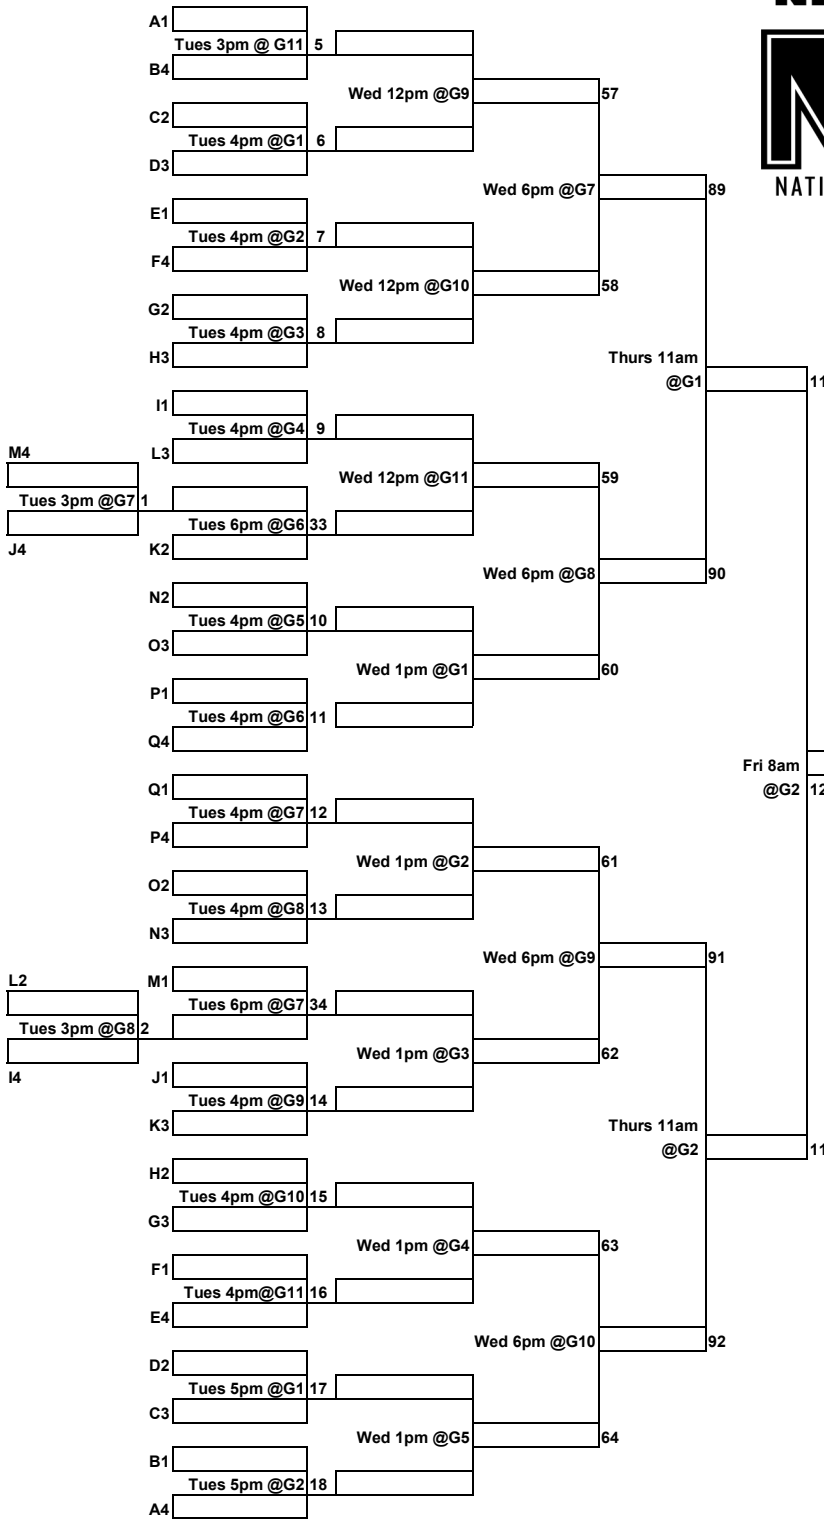 A1
Tues 3pm @ G11 5
B4
Wed 12pm @G9 57
C2
Tues 4pm @G1 6
D3
Wed 6pm @G7 89
NATI
E1
Tues 4pm @G2 7
F4
Wed 12pm @G10 58
G2
Tues 4pm @G3 8
H3
Thurs 11am
@G1 11
I1
Tues 4pm @G4 9
M4
L3
Wed 12pm @G11 59
Tues 3pm @G7 1
Tues 6pm @G6 33
J4
K2
Wed 6pm @G8 90
N2
Tues 4pm @G5 10
O3
Wed 1pm @G1 60
P1
Tues 4pm @G6 11
Q4
Fri 8am
@G2 12
Q1
Tues 4pm @G7 12
P4
Wed 1pm @G2 61
O2
Tues 4pm @G8 13
N3
Wed 6pm @G9 91
L2
M1
Tues 6pm @G7 34
Tues 3pm @G8 2
Wed 1pm @G3 62
I4
J1
Tues 4pm @G9 14
K3
Thurs 11am
@G2 11
H2
Tues 4pm @G10 15
G3
Wed 1pm @G4 63
F1
Tues 4pm@G11 16
E4
Wed 6pm @G10 92
D2
Tues 5pm @G1 17
C3
Wed 1pm @G5 64
B1
Tues 5pm @G2 18
A4